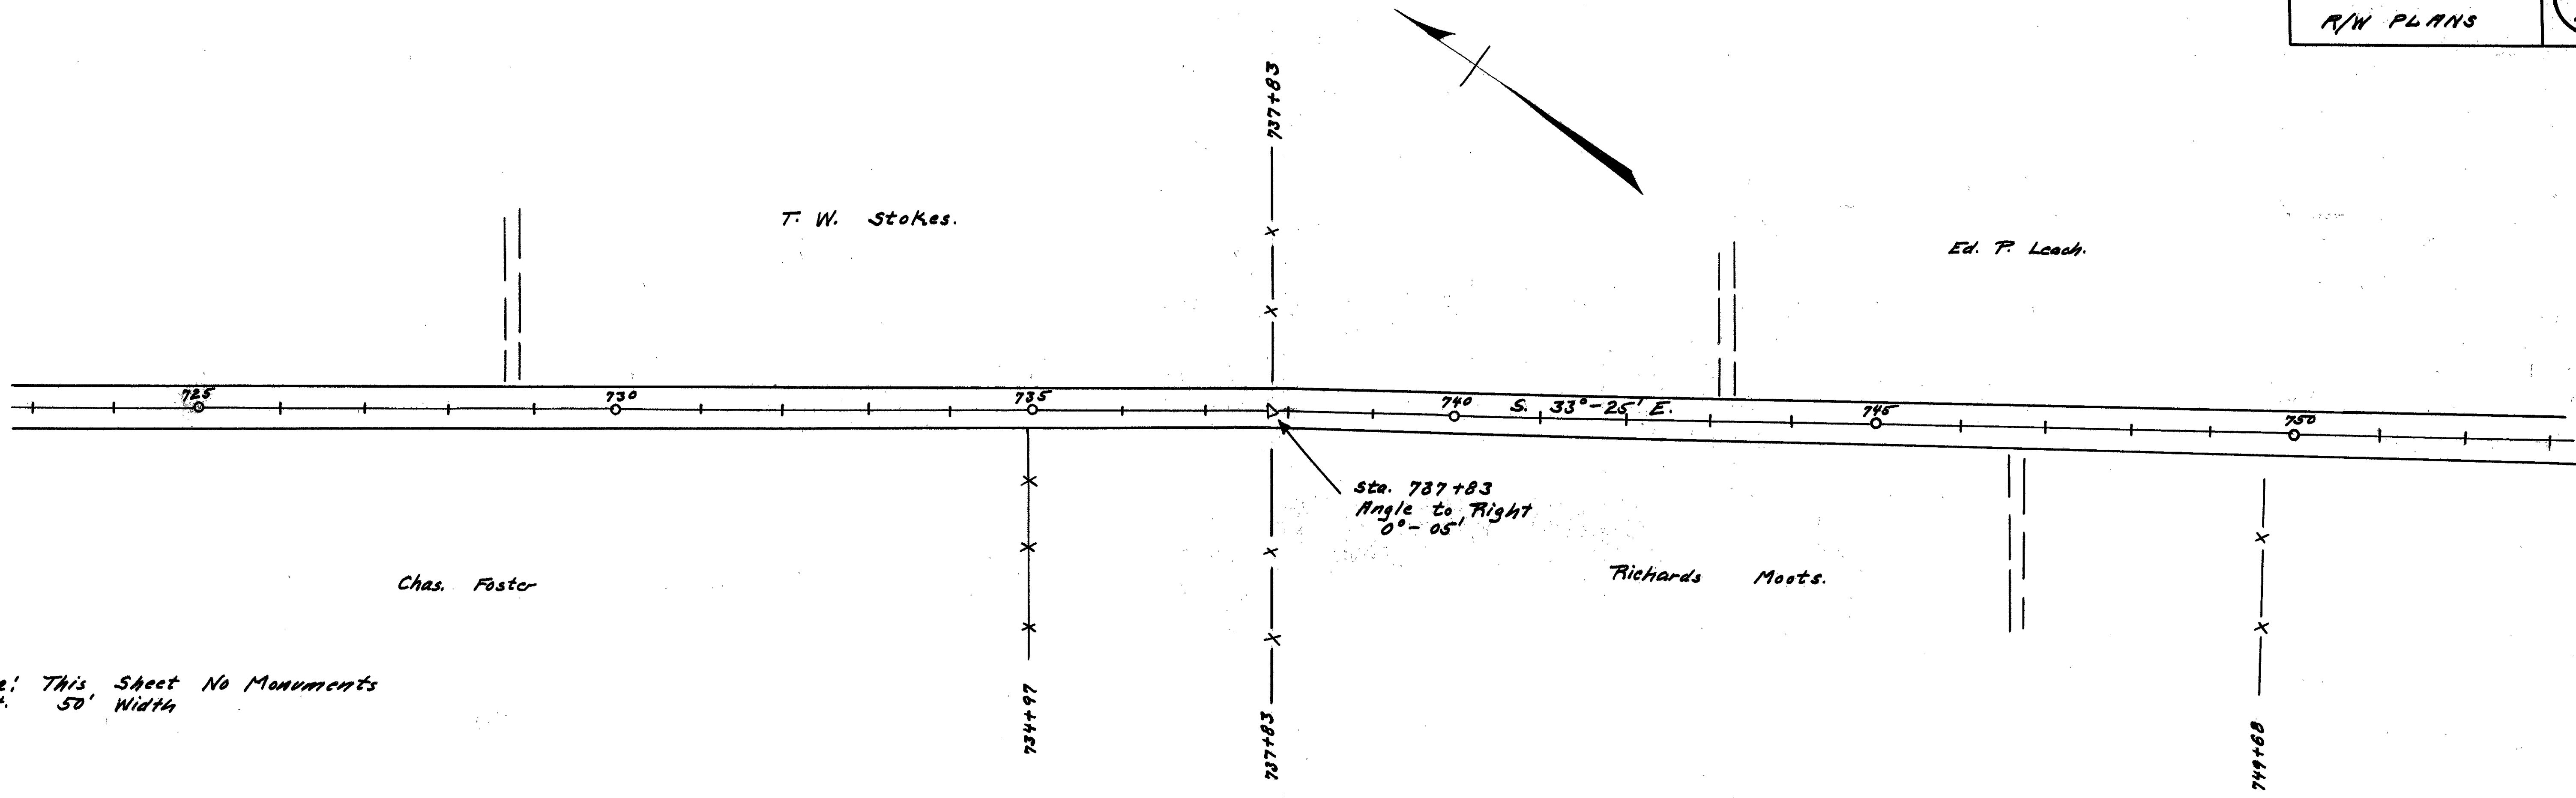 R/W PLANS
737+83
T. W. Stokes.
Ed. P. Leach.
725
730
735
740
S. 33°-25' E.
745
750
Sta. 737+83
Angle to Right
0°-05'
Chas. Foster
Richards Moots.
This Sheet No Monuments
50' Width
734+97
737+83
749+68